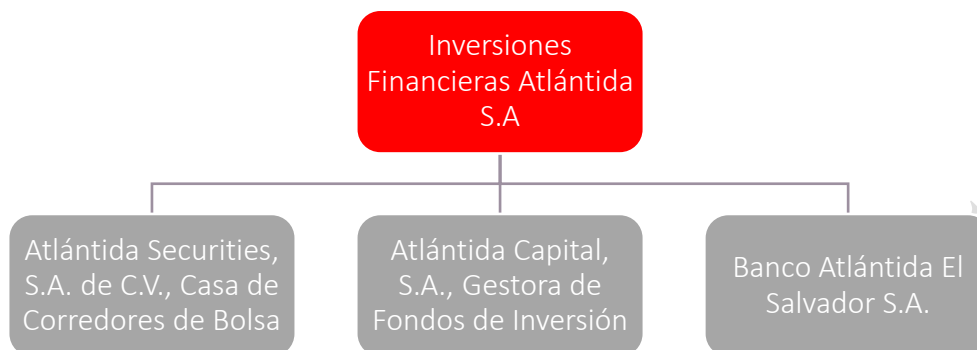 Inversiones
Financieras Atlántida
S.A
Atlántida Securities,
S.A. de C.V., Casa de
Corredores de Bolsa
Atlántida Capital,
S.A., Gestora de
Fondos de Inversión
Banco Atlántida El
Salvador S.A.